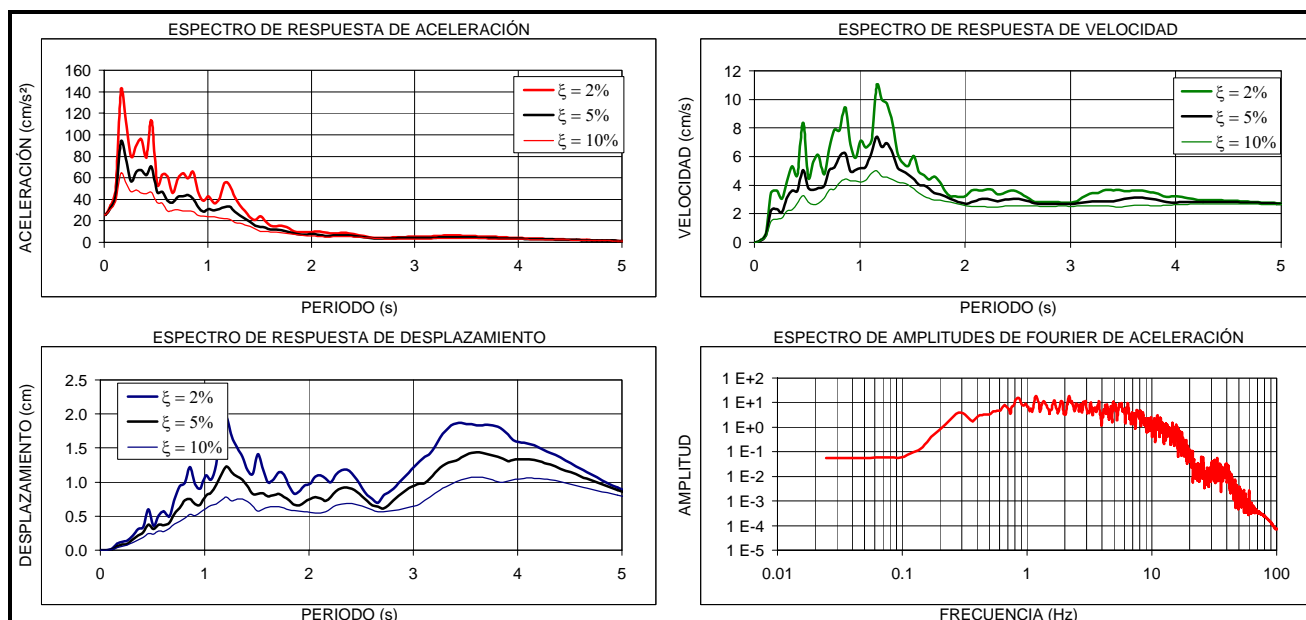 ESPECTRO DE RESPUESTA DE ACELERACIÓN
160
140
120
100
80
60
40
20
0
ACELERACIÓN (cm/s²)
ξ = 2%
ξ = 5%
ξ = 10%
0 1 2 3 4 5
PERIODO (s)
ESPECTRO DE RESPUESTA DE VELOCIDAD
12
10
8
6
4
2
0
VELOCIDAD (cm/s)
ξ = 2%
ξ = 5%
ξ = 10%
0 1 2 3 4 5
PERIODO (s)
ESPECTRO DE RESPUESTA DE DESPLAZAMIENTO
2.5
2.0
1.5
1.0
0.5
0.0
DESPLAZAMIENTO (cm)
ξ = 2%
ξ = 5%
ξ = 10%
0 1 2 3 4 5
PERIODO (s)
ESPECTRO DE AMPLITUDES DE FOURIER DE ACELERACIÓN
1 E+2
1 E+1
1 E+0
1 E-1
1 E-2
1 E-3
1 E-4
1 E-5
AMPLITUD
0.01 0.1 1 10 100
FRECUENCIA (Hz)